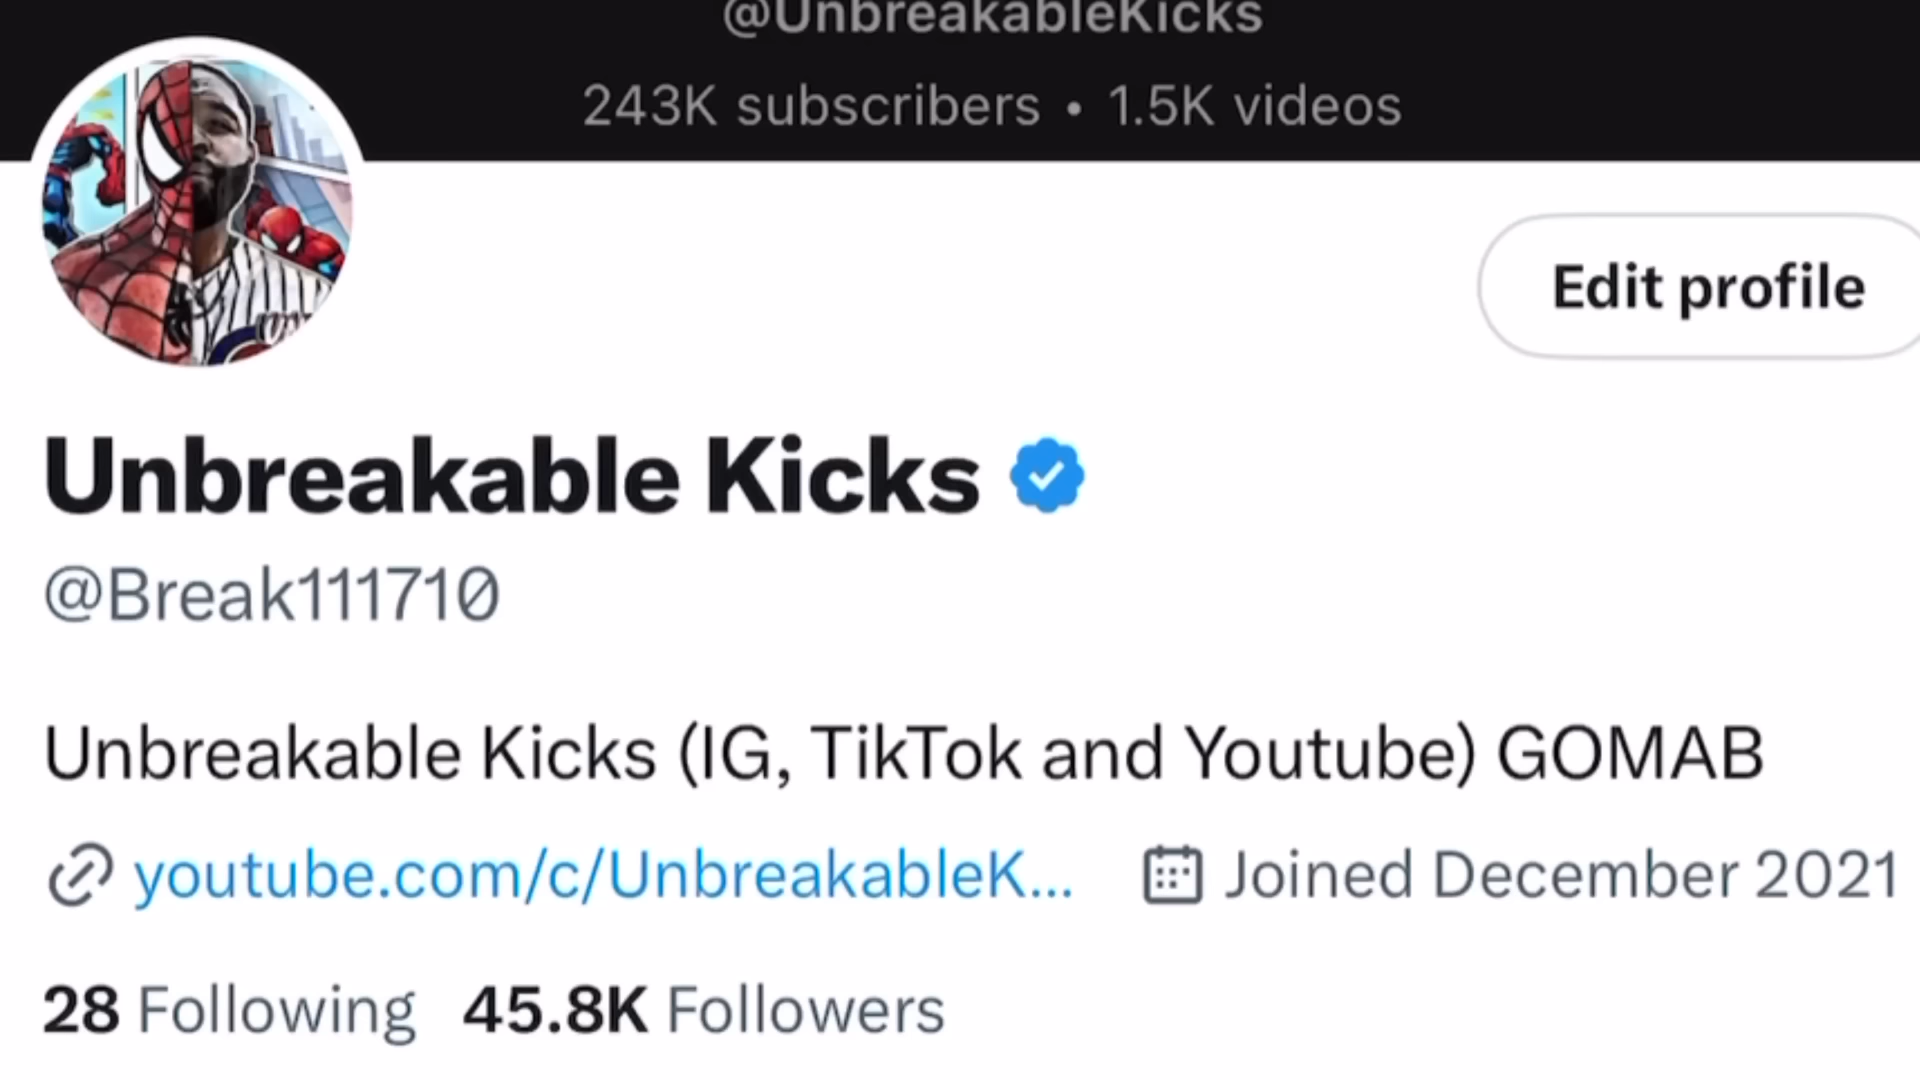 @UnbreakableKicks
243K subscribers • 1.5K videos
Edit profile
Unbreakable Kicks
@Break111710
Unbreakable Kicks (IG, TikTok and Youtube) GOMAB
youtube.com/c/UnbreakableK...
Joined December 2021
28 Following 45.8K Followers